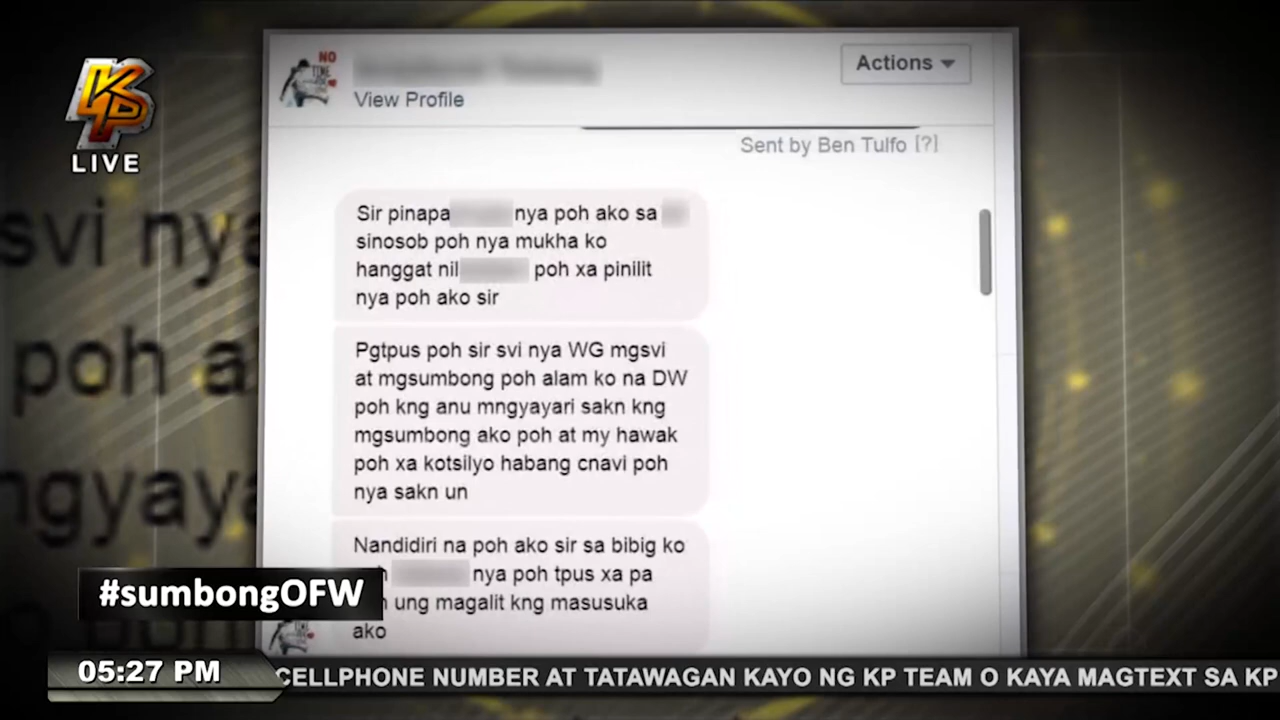 KP
LIVE
NO
TIME
View Profile
Actions
Sent by Ben Tulfo [?]
Sir pinapa nya poh ako sa
sinosob poh nya mukha ko
hanggat nil poh xa pinilit
nya poh ako sir
Pgtpus poh sir svi nya WG mgsvi
at mgsumbong poh alam ko na DW
poh kng anu mngyayari sakn kng
mgsumbong ako poh at my hawak
poh xa kotsilyo habang cnavi poh
nya sakn un
Nandidiri na poh ako sir sa bibig ko
nya poh tpus xa pa
ung magalit kng masusuka
ako
svi nya
poh a
ngyaya
#sumbongOFW
05:27 PM
CELLPHONE NUMBER AT TATAWAGAN KAYO NG KP TEAM O KAYA MAGTEXT SA KP